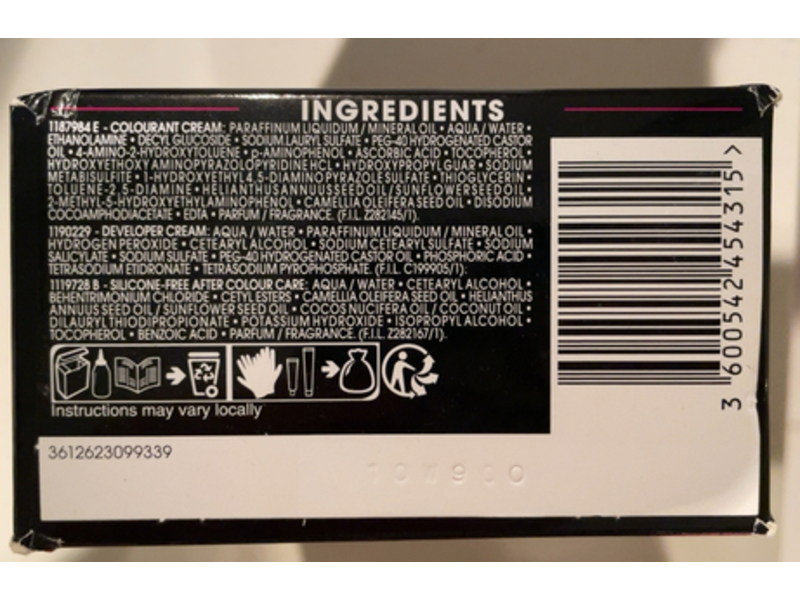 INGREDIENTS
1187984 E - COLOURANT CREAM: PARAFFINUM LIQUIDUM / MINERAL OIL • AQUA / WATER •
ETHANOLAMINE • DECYL GLUCOSIDE • SODIUM LAURYL SULFATE • PEG-40 HYDROGENATED CASTOR
OIL • 4-AMINO-2-HYDROXYTOLUENE • p-AMINOPHENOL • ASCORBIC ACID • TOCOPHEROL •
HYDROXYETHOXY AMINOPYRAZOLOPYRIDINE HCL • HYDROXYPROPYL GUAR • SODIUM
METABISULFITE • 1-HYDROXYETHYL 4,5-DIAMINO PYRAZOLE SULFATE • THIOGLYCERIN •
TOLUENE-2,5-DIAMINE • HELIANTHUS ANNUUS SEED OIL / SUNFLOWER SEED OIL •
2-METHYL-5-HYDROXYETHYLAMINOPHENOL • CAMELLIA OLEIFERA SEED OIL • DISODIUM
COCOAMPHODIACETATE • EDTA • PARFUM / FRAGRANCE. (F.I.L. Z282145/1).
1190229 - DEVELOPER CREAM: AQUA / WATER • PARAFFINUM LIQUIDUM / MINERAL OIL •
HYDROGEN PEROXIDE • CETEARYL ALCOHOL • SODIUM CETEARYL SULFATE • SODIUM
SALICYLATE • SODIUM SULFATE • PEG-40 HYDROGENATED CASTOR OIL • PHOSPHORIC ACID •
TETRASODIUM ETIDRONATE • TETRASODIUM PYROPHOSPHATE. (F.I.L. C199905/1).
1119728 B - SILICONE-FREE AFTER COLOUR CARE: AQUA / WATER • CETEARYL ALCOHOL •
BEHENTRIMONIUM CHLORIDE • CETYL ESTERS • CAMELLIA OLEIFERA SEED OIL • HELIANTHUS
ANNUUS SEED OIL / SUNFLOWER SEED OIL • COCOS NUCIFERA OIL / COCONUT OIL •
DILAURYL THIODIPROPIONATE • POTASSIUM HYDROXIDE • ISOPROPYL ALCOHOL •
TOCOPHEROL • BENZOIC ACID • PARFUM / FRAGRANCE. (F.I.L. Z282167/1).
Instructions may vary locally
3 600542 454315 >
3612623099339